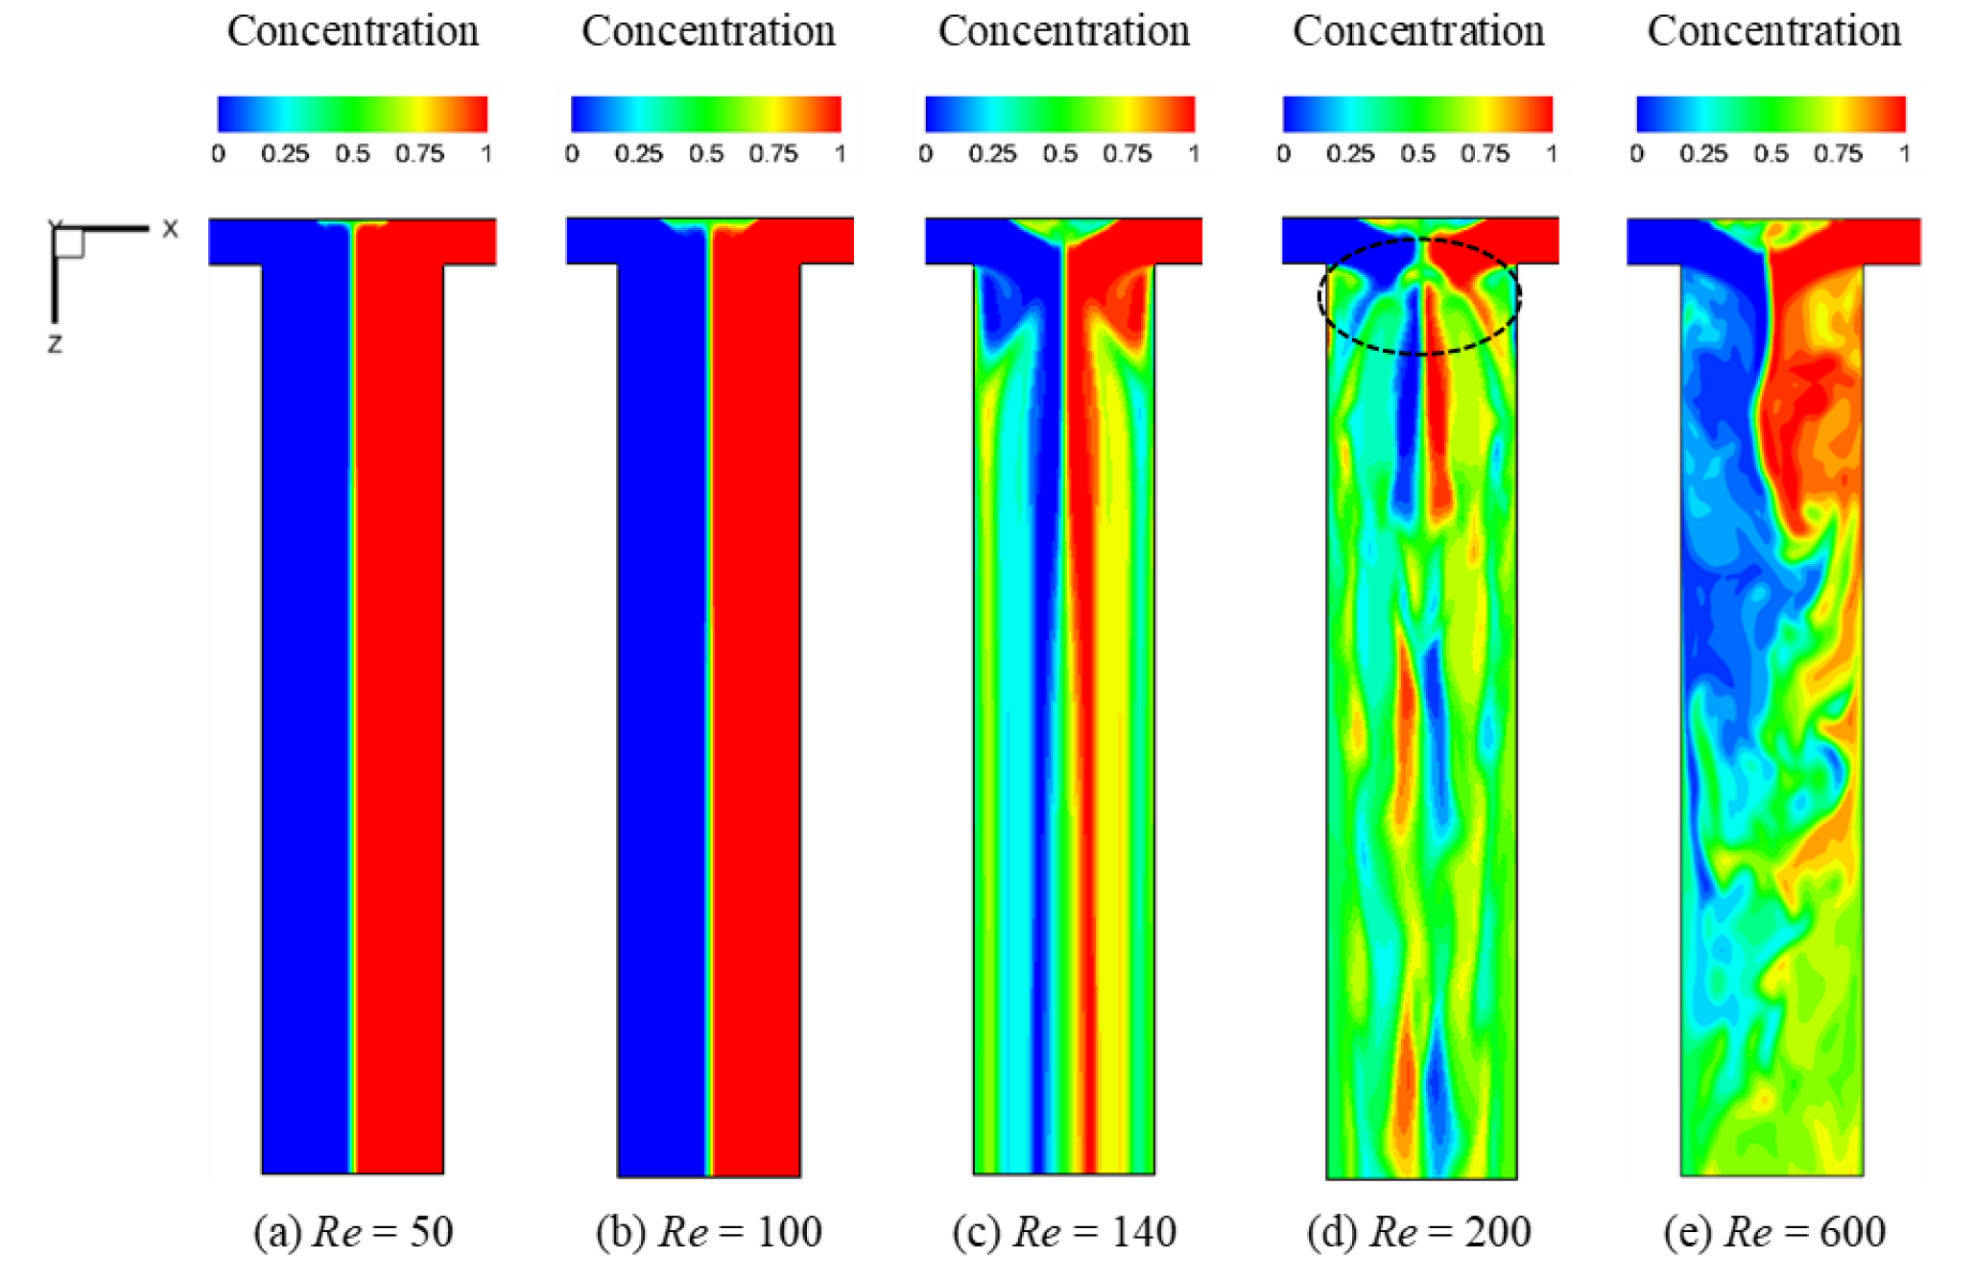 Concentration Concentration Concentration Concentration Concentration
0 0.25 0.5 0.75 1 0 0.25 0.5 0.75 1 0 0.25 0.5 0.75 1 0 0.25 0.5 0.75 1 0 0.25 0.5 0.75 1
Y X
Z
(a) Re = 50 (b) Re = 100 (c) Re = 140 (d) Re = 200 (e) Re = 600